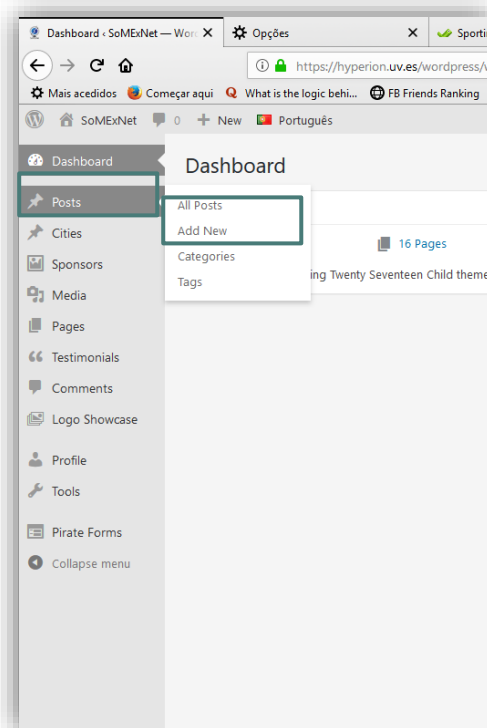 Dashboard ‹ SoMExNet — Wor
Opções
Sporti
https://hyperion.uv.es/wordpress/
Mais acedidos Começar aqui What is the logic behi... FB Friends Ranking
SoMExNet 0 New Português
Dashboard
Dashboard
Posts
All Posts
Add New
Categories
Tags
16 Pages
ing Twenty Seventeen Child theme
Cities
Sponsors
Media
Pages
Testimonials
Comments
Logo Showcase
Profile
Tools
Pirate Forms
Collapse menu